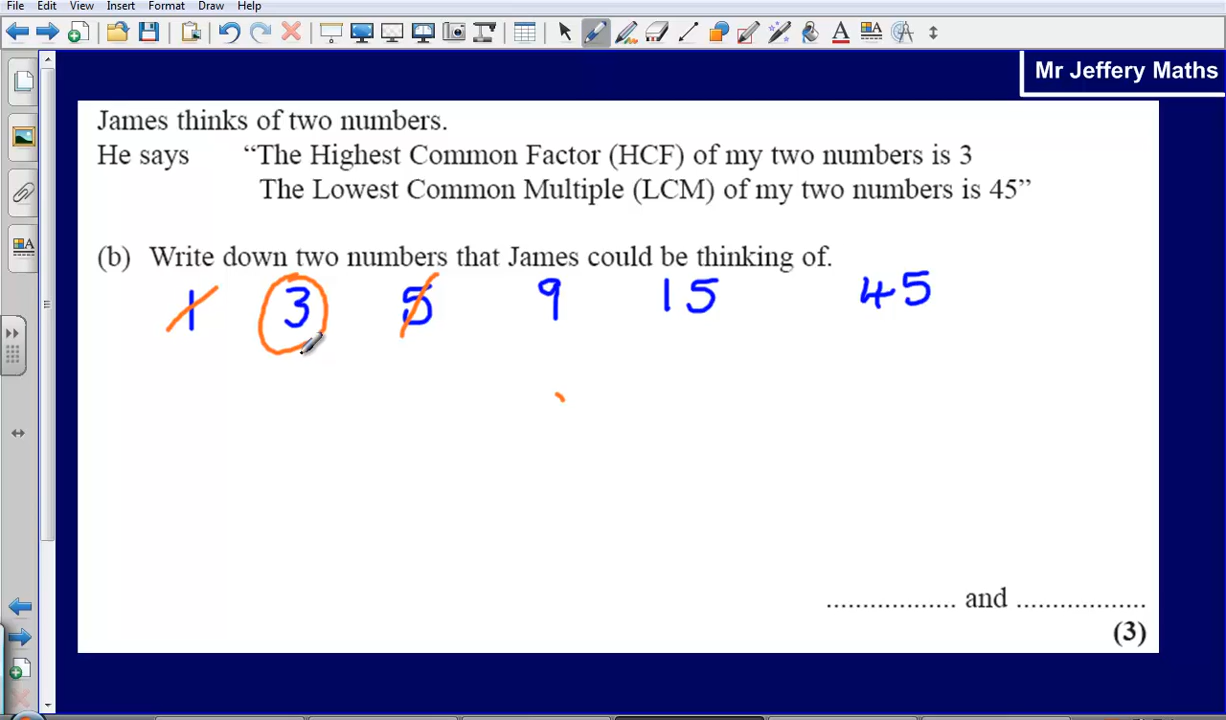 File Edit View Insert Format Draw Help
Mr Jeffery Maths
James thinks of two numbers.
He says “The Highest Common Factor (HCF) of my two numbers is 3
The Lowest Common Multiple (LCM) of my two numbers is 45”
(b) Write down two numbers that James could be thinking of.
1 3 5 9 15 45
.................. and ..................
(3)